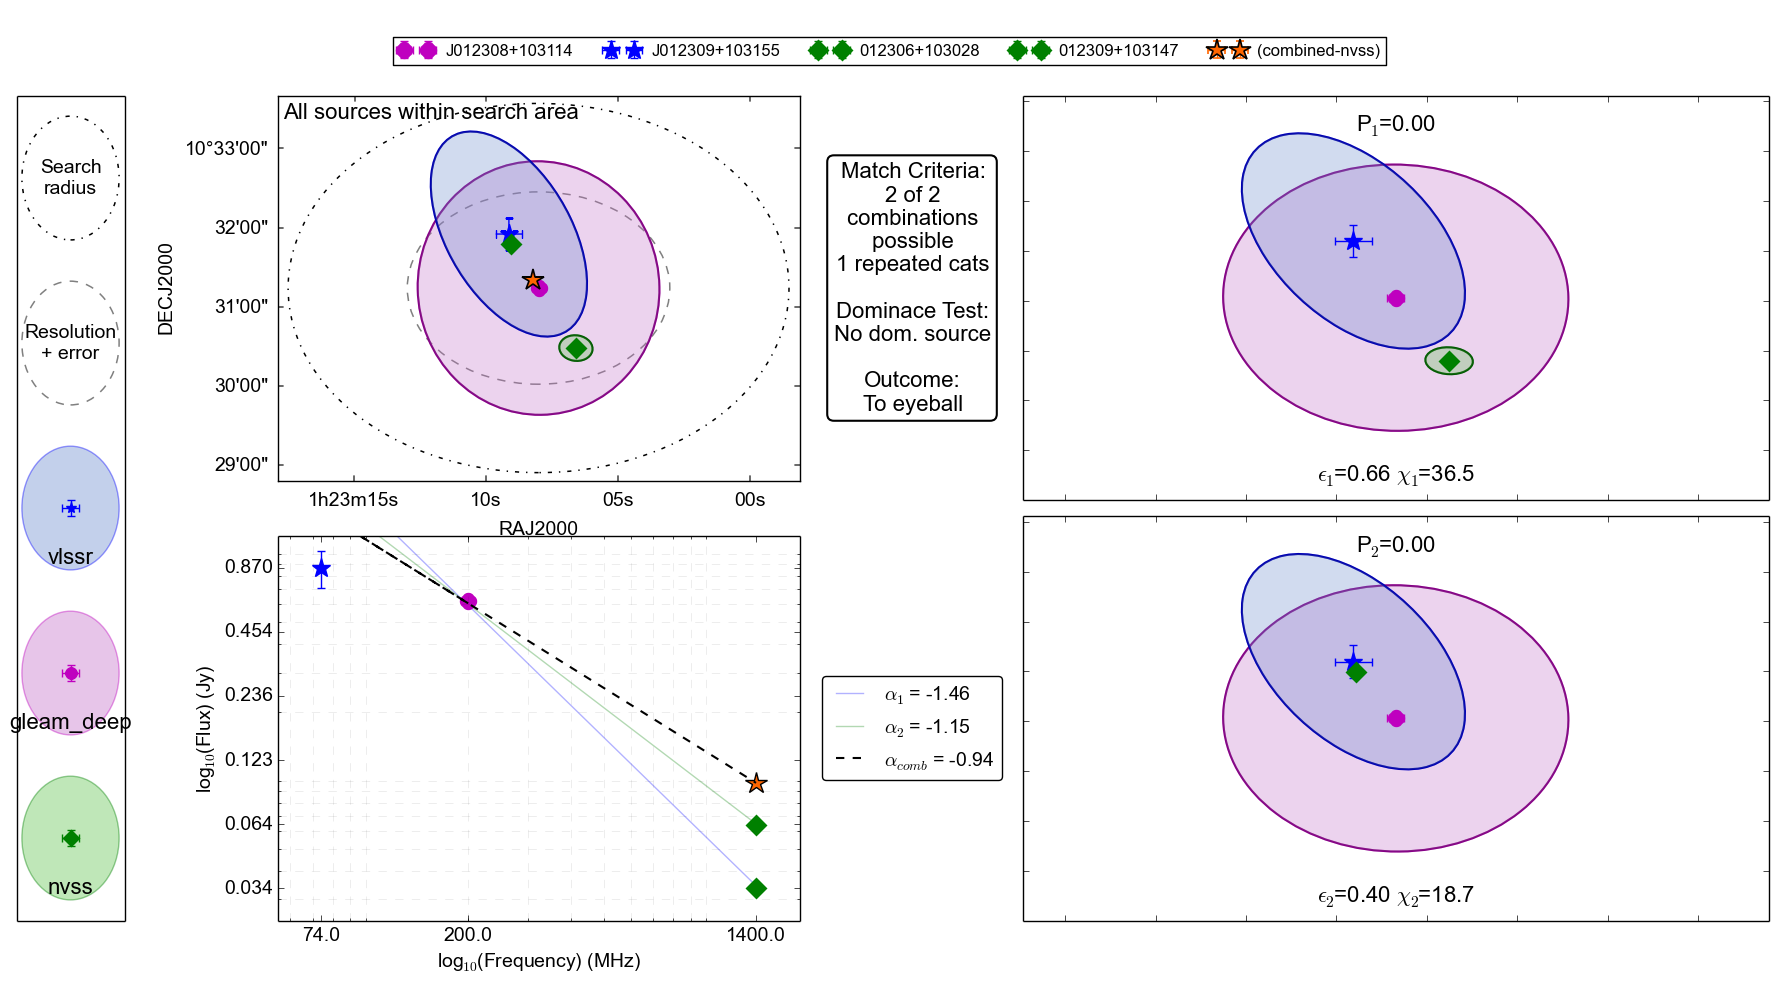 J012308+103114
J012309+103155
012306+103028
012309+103147
(combined-nvss)
Search
radius
Resolution
+ error
vlssr
gleam_deep
nvss
All sources within search area
DECJ2000
10°33'00"
32'00"
31'00"
30'00"
29'00"
1h23m15s
10s
05s
00s
RAJ2000
Match Criteria:
2 of 2
combinations
possible
1 repeated cats
Dominace Test:
No dom. source
Outcome:
To eyeball
P₁=0.00
ϵ₁=0.66 χ₁=36.5
log₁₀(Flux) (Jy)
0.870
0.454
0.236
0.123
0.064
0.034
74.0
200.0
1400.0
log₁₀(Frequency) (MHz)
α₁ = -1.46
α₂ = -1.15
α_comb = -0.94
P₂=0.00
ϵ₂=0.40 χ₂=18.7